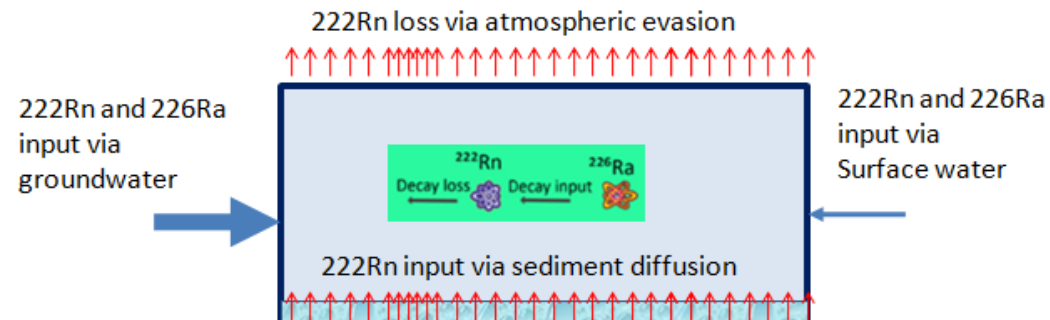 222Rn loss via atmospheric evasion
222Rn and 226Ra
input via
groundwater
222Rn and 226Ra
input via
Surface water
²²²Rn
²²⁶Ra
Decay loss
Decay input
222Rn input via sediment diffusion